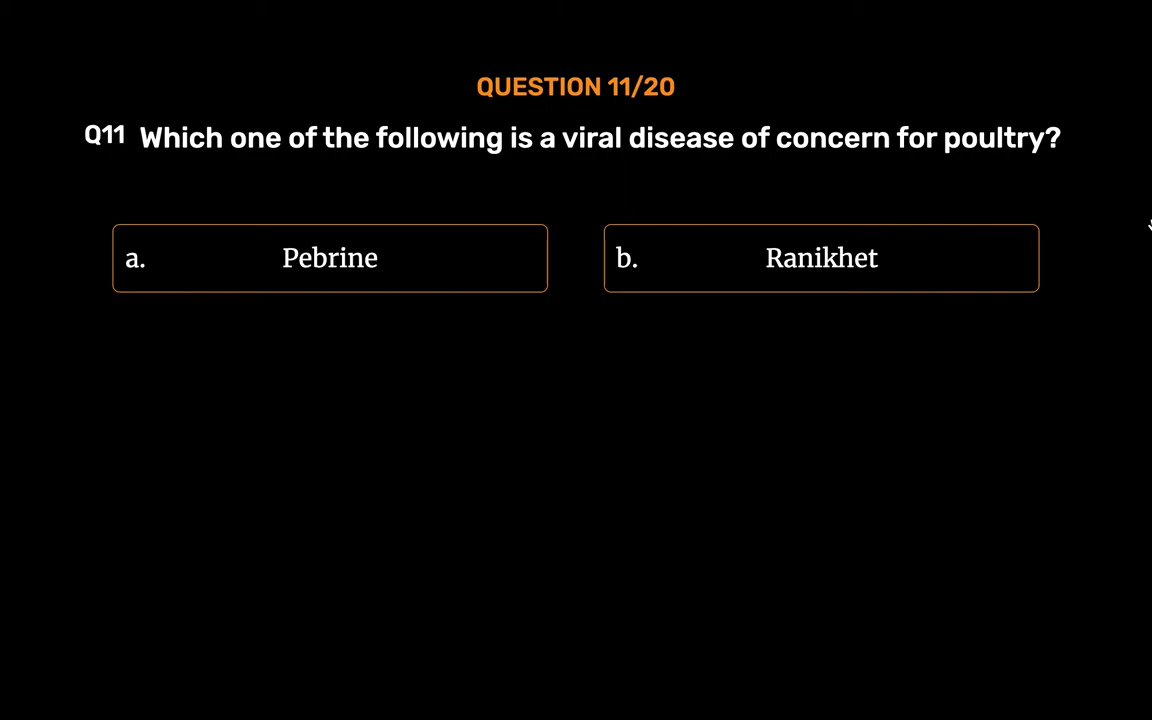 QUESTION 11/20
Q11 Which one of the following is a viral disease of concern for poultry?
a. Pebrine
b. Ranikhet